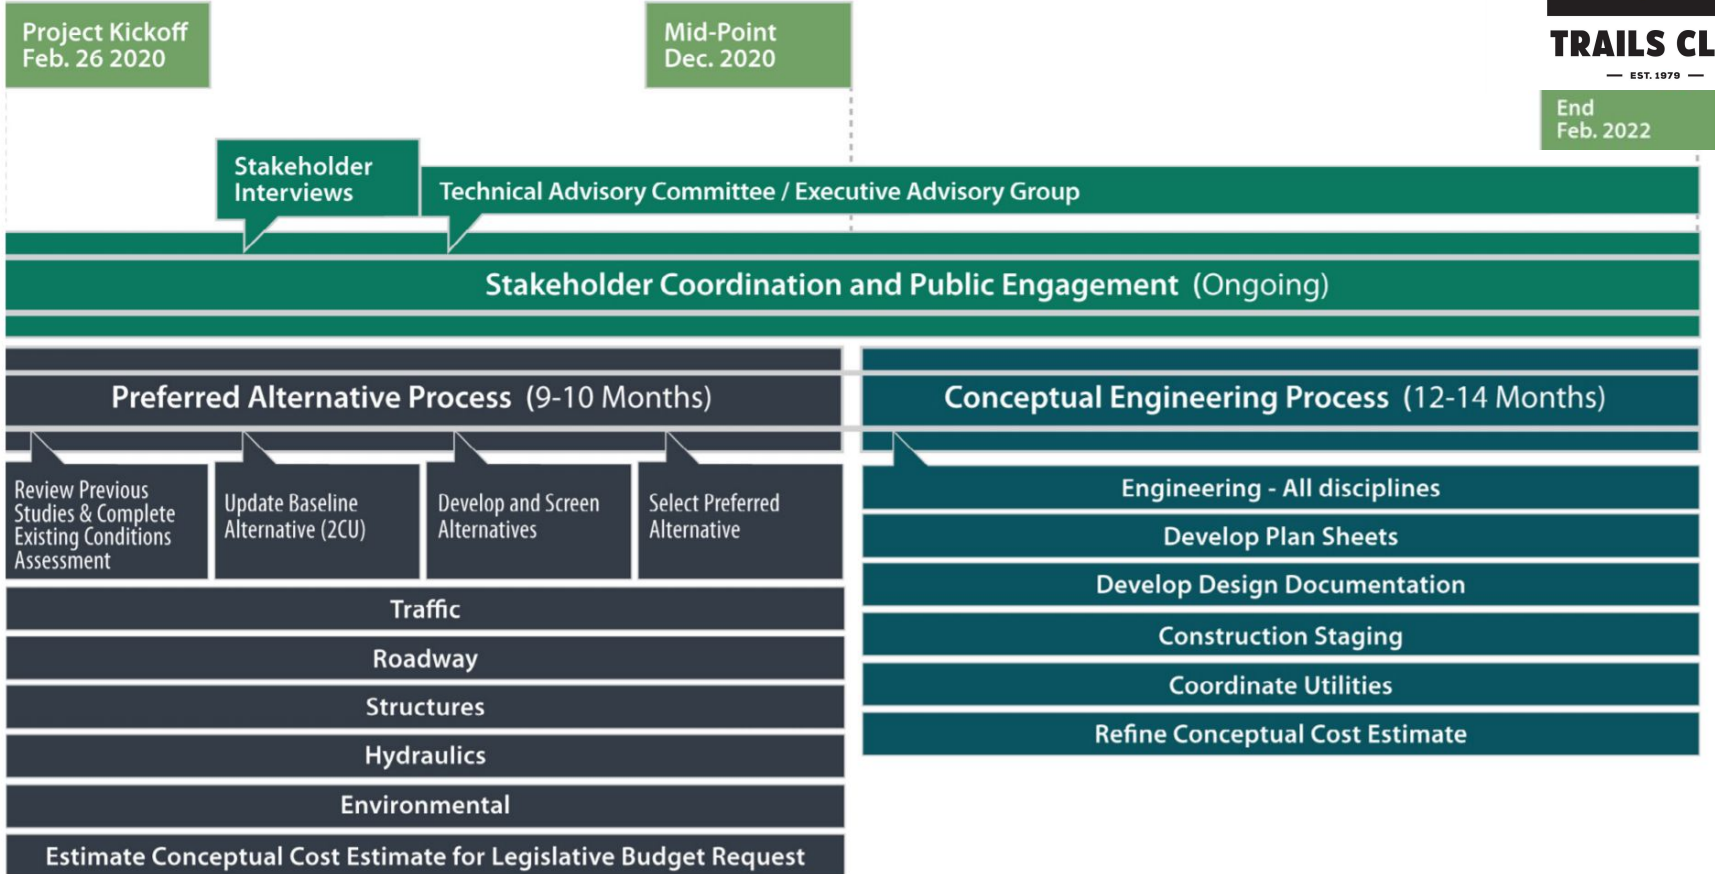 Project Kickoff
Feb. 26 2020
Mid-Point
Dec. 2020
TRAILS CL
— EST. 1979 —
End
Feb. 2022
Stakeholder
Interviews
Technical Advisory Committee / Executive Advisory Group
Stakeholder Coordination and Public Engagement (Ongoing)
Preferred Alternative Process (9-10 Months)
Review Previous
Studies & Complete
Existing Conditions
Assessment
Update Baseline
Alternative (2CU)
Develop and Screen
Alternatives
Select Preferred
Alternative
Traffic
Roadway
Structures
Hydraulics
Environmental
Estimate Conceptual Cost Estimate for Legislative Budget Request
Conceptual Engineering Process (12-14 Months)
Engineering - All disciplines
Develop Plan Sheets
Develop Design Documentation
Construction Staging
Coordinate Utilities
Refine Conceptual Cost Estimate